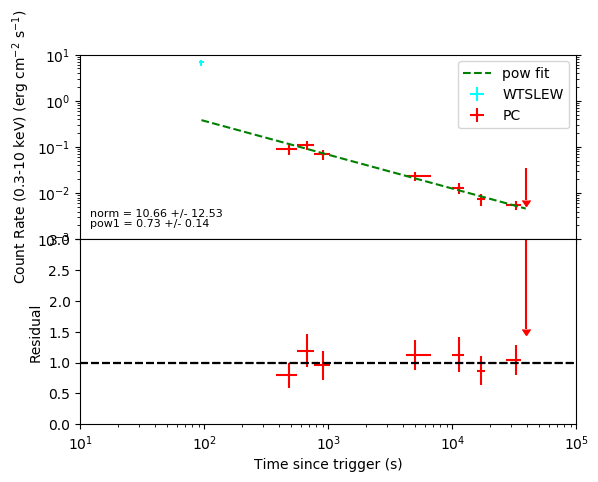 Count Rate (0.3-10 keV) (erg cm⁻² s⁻¹)
10¹
10⁰
10⁻¹
10⁻²
10⁻³
pow fit
WTSLEW
PC
norm = 10.66 +/- 12.53
pow1 = 0.73 +/- 0.14
Residual
3.0
2.5
2.0
1.5
1.0
0.5
0.0
10¹ 10² 10³ 10⁴ 10⁵
Time since trigger (s)